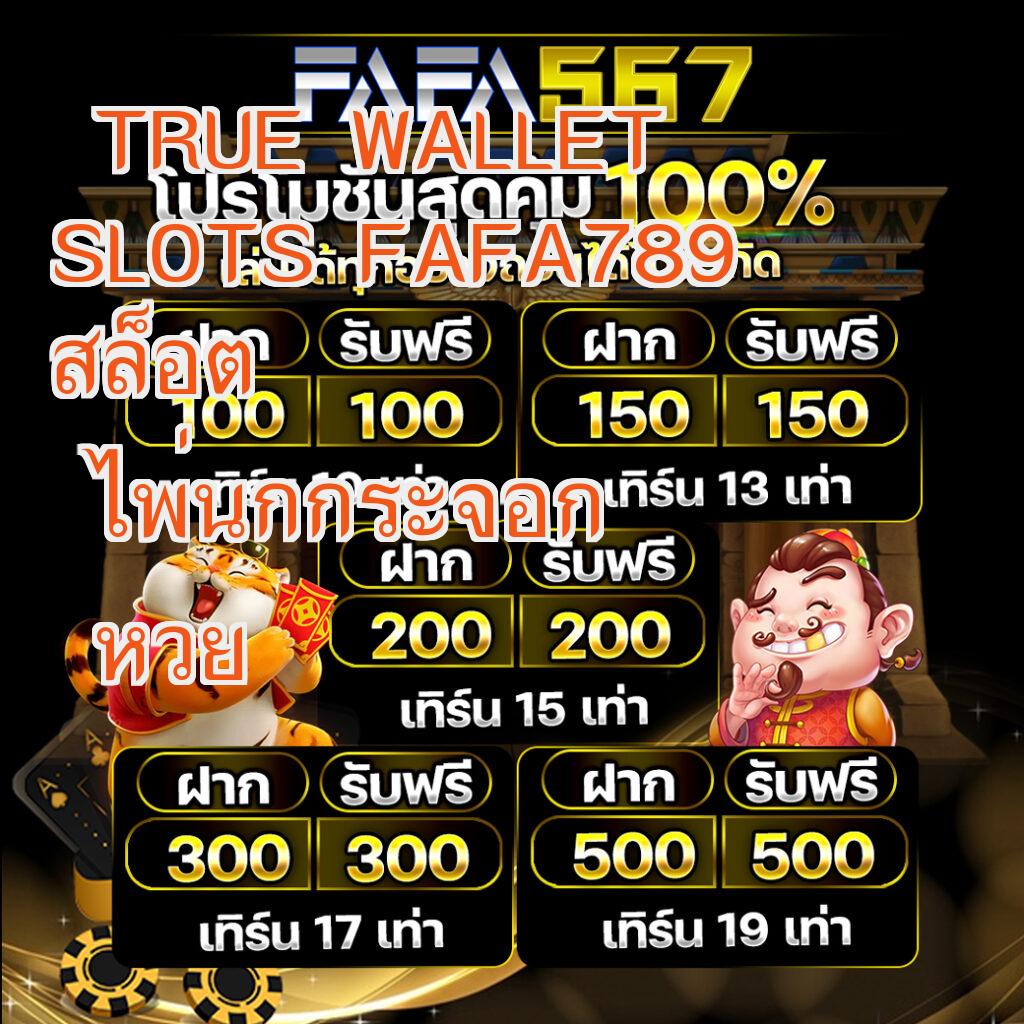 FAFA567
TRUE WALLET
โปรโมชั่นสุดคุ้ม 100%
SLOTS FAFA789
สล็อต
ไพ่นกกระจอก
หวย
ฝาก รับฟรี
100 100
ฝาก รับฟรี
150 150
เทิร์น 13 เท่า
ฝาก รับฟรี
200 200
เทิร์น 15 เท่า
ฝาก รับฟรี
300 300
เทิร์น 17 เท่า
ฝาก รับฟรี
500 500
เทิร์น 19 เท่า